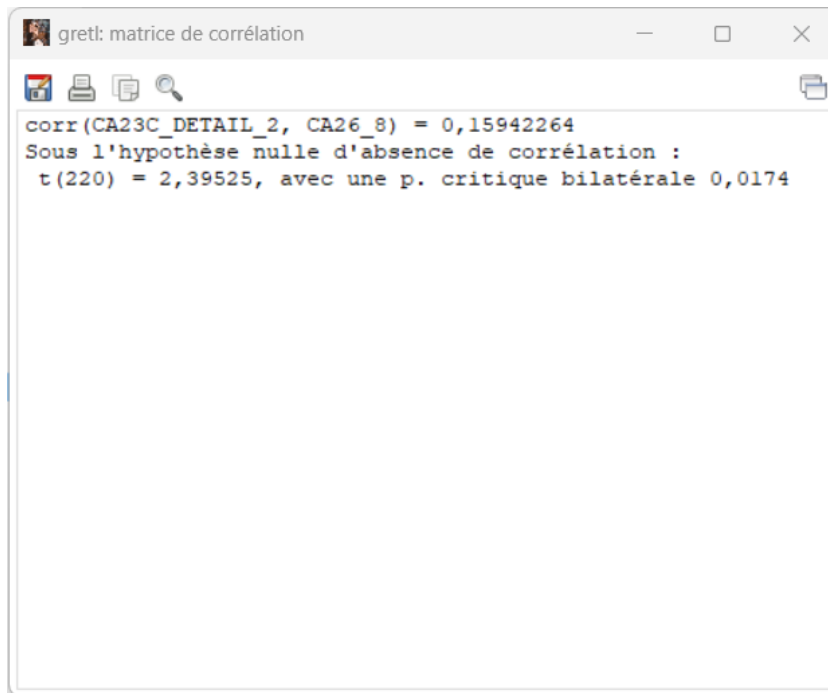 gretl: matrice de corrélation
corr(CA23C_DETAIL_2, CA26_8) = 0,15942264
Sous l'hypothèse nulle d'absence de corrélation :
t(220) = 2,39525, avec une p. critique bilatérale 0,0174